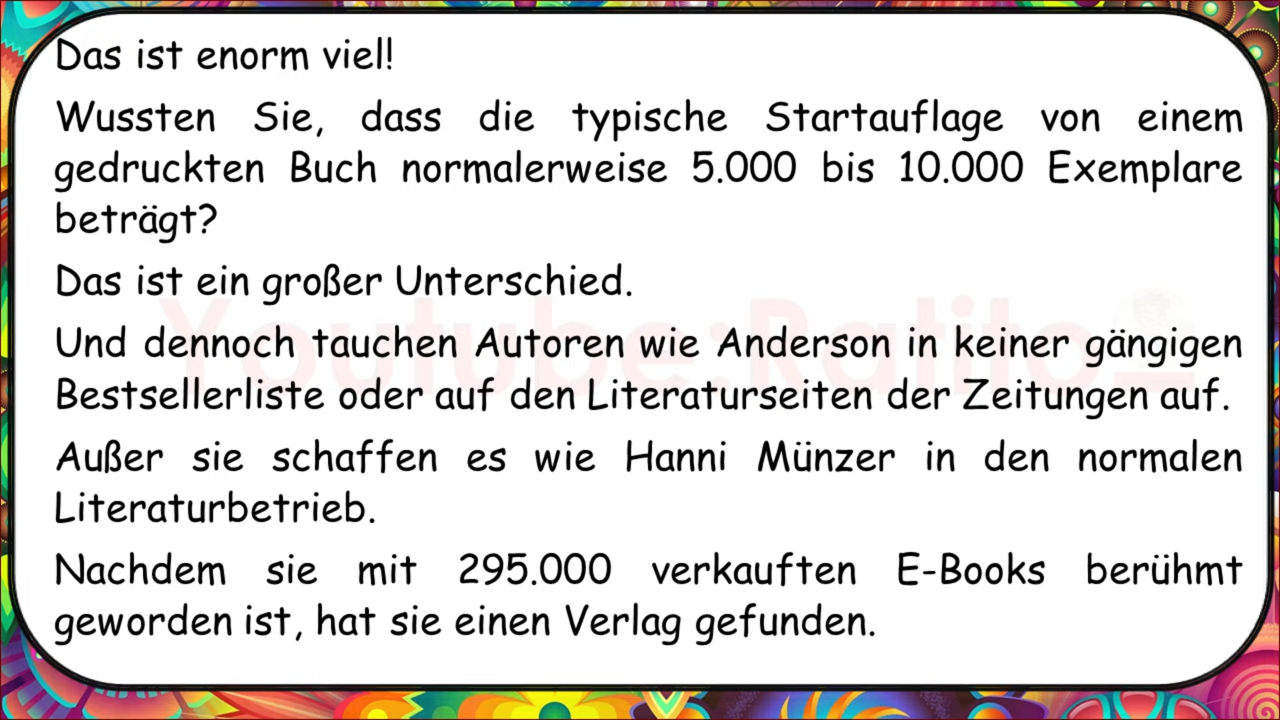 Das ist enorm viel!
Wussten Sie, dass die typische Startauflage von einem
gedruckten Buch normalerweise 5.000 bis 10.000 Exemplare
beträgt?
Das ist ein großer Unterschied.
Youtube:Ratito
Und dennoch tauchen Autoren wie Anderson in keiner gängigen
Bestsellerliste oder auf den Literaturseiten der Zeitungen auf.
Außer sie schaffen es wie Hanni Münzer in den normalen
Literaturbetrieb.
Nachdem sie mit 295.000 verkauften E-Books berühmt
geworden ist, hat sie einen Verlag gefunden.